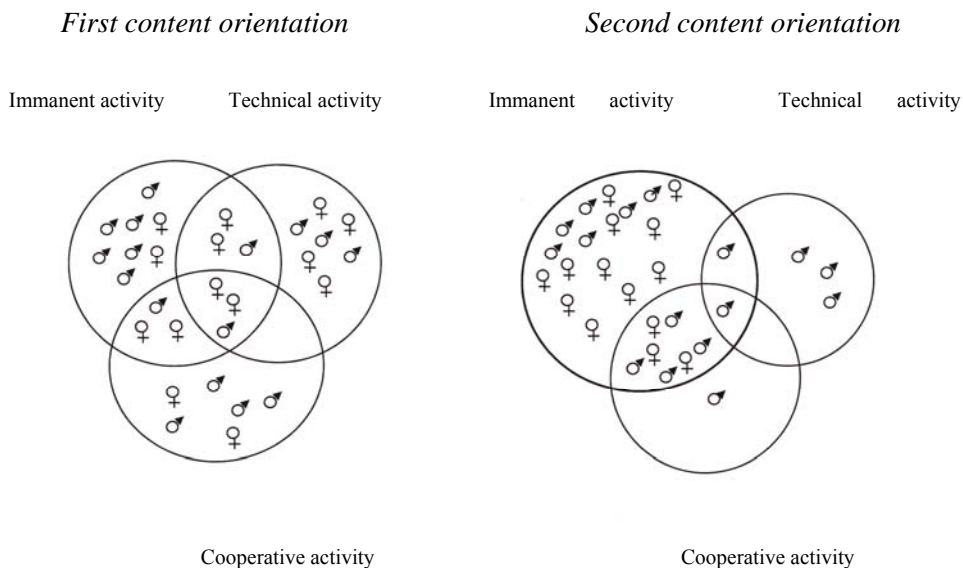 First content orientation
Second content orientation
Immanent activity
Technical activity
Immanent activity
Technical activity
Cooperative activity
Cooperative activity